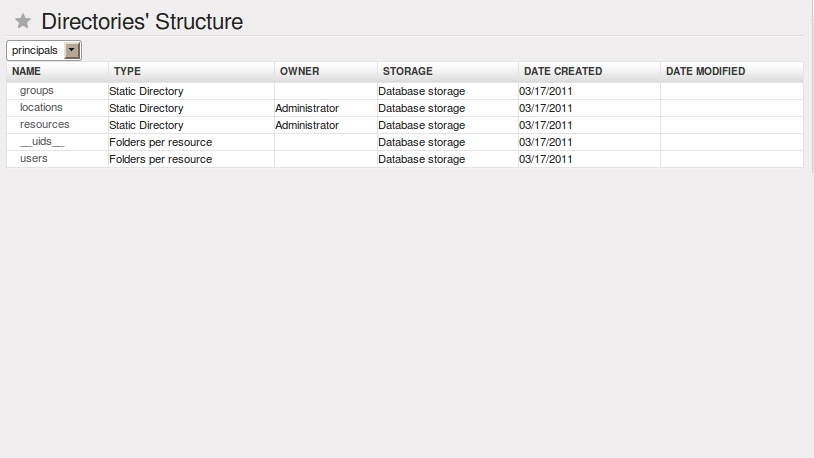 Directories' Structure
principals
NAME TYPE OWNER STORAGE DATE CREATED DATE MODIFIED
groups Static Directory Database storage 03/17/2011
locations Static Directory Administrator Database storage 03/17/2011
resources Static Directory Administrator Database storage 03/17/2011
__uids__ Folders per resource Database storage 03/17/2011
users Folders per resource Database storage 03/17/2011